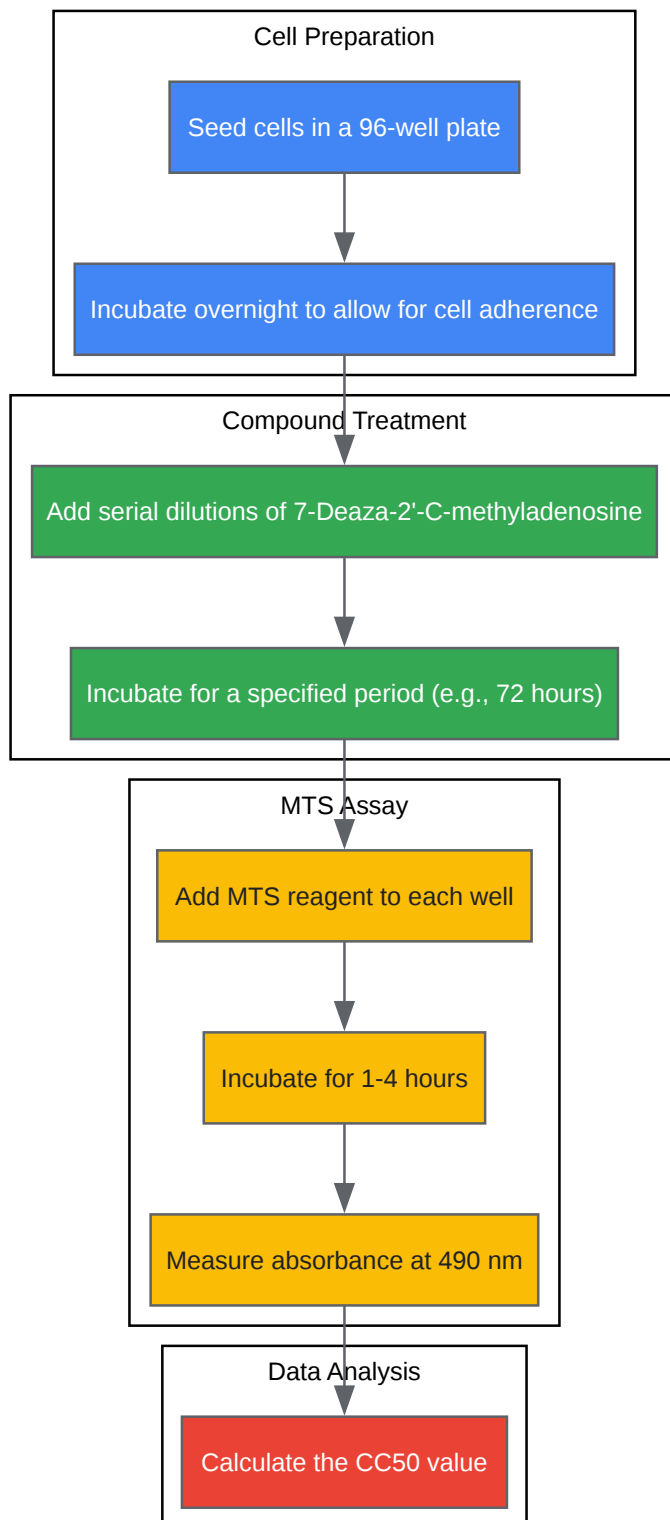 Cell Preparation
Seed cells in a 96-well plate
Incubate overnight to allow for cell adherence
Compound Treatment
Add serial dilutions of 7-Deaza-2'-C-methyladenosine
Incubate for a specified period (e.g., 72 hours)
MTS Assay
Add MTS reagent to each well
Incubate for 1-4 hours
Measure absorbance at 490 nm
Data Analysis
Calculate the CC50 value